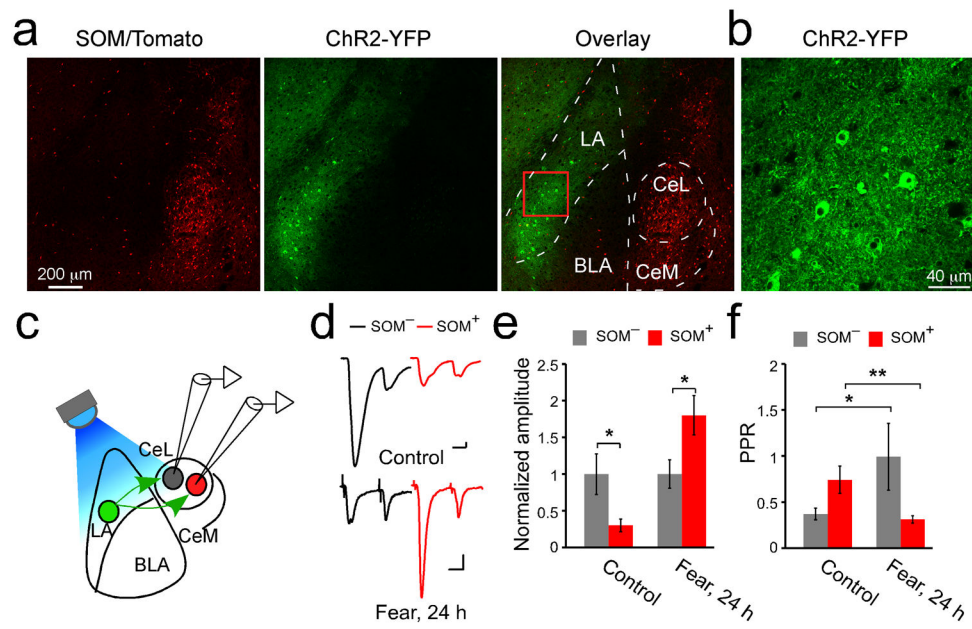 a
SOM/Tomato
ChR2-YFP
Overlay
b
ChR2-YFP
200 µm
LA
CeL
BLA
CeM
40 µm
c
CeL
LA
CeM
BLA
d
SOM⁻ SOM⁺
Control
Fear, 24 h
e
SOM⁻ SOM⁺
Normalized amplitude
2.5
2
1.5
1
0.5
0
*
*
Control
Fear, 24 h
f
SOM⁻ SOM⁺
PPR
2
1.5
1
0.5
0
**
*
Control
Fear, 24 h